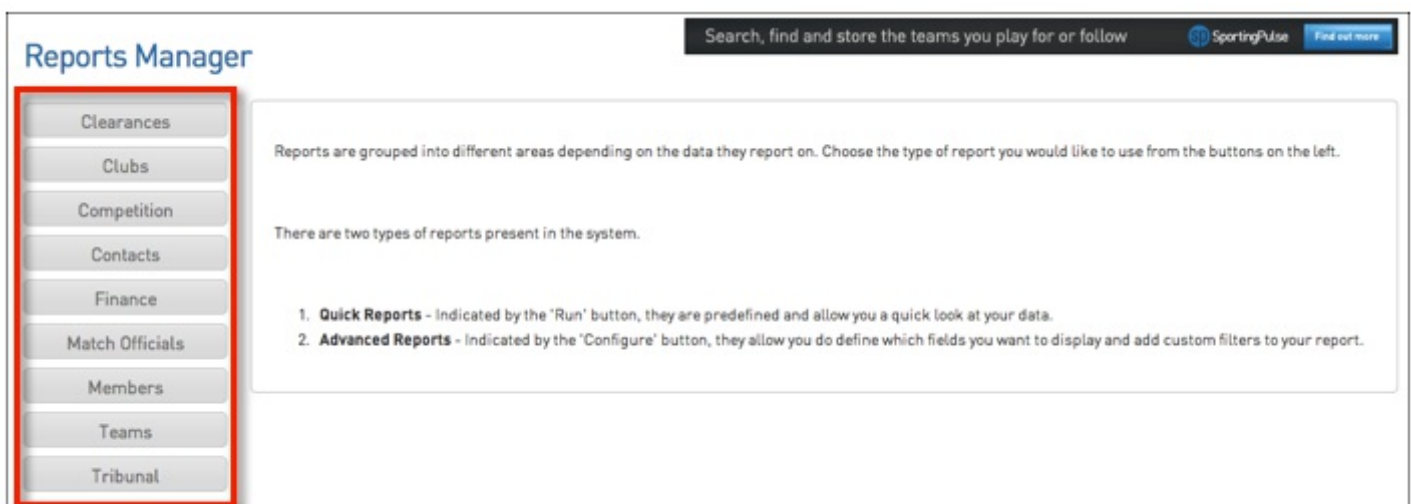 Search, find and store the teams you play for or follow
SP SportingPulse
Find out more
Reports Manager
Clearances
Clubs
Competition
Contacts
Finance
Match Officials
Members
Teams
Tribunal
Reports are grouped into different areas depending on the data they report on. Choose the type of report you would like to use from the buttons on the left.
There are two types of reports present in the system.
1. Quick Reports - Indicated by the 'Run' button, they are predefined and allow you a quick look at your data.
2. Advanced Reports - Indicated by the 'Configure' button, they allow you do define which fields you want to display and add custom filters to your report.